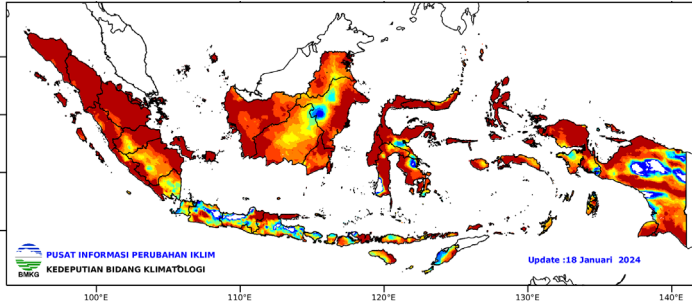 PUSAT INFORMASI PERUBAHAN IKLIM
KEDEPUTIAN BIDANG KLIMATOLOGI
BMKG
Update :18 Januari 2024
100°E 110°E 120°E 130°E 140°E